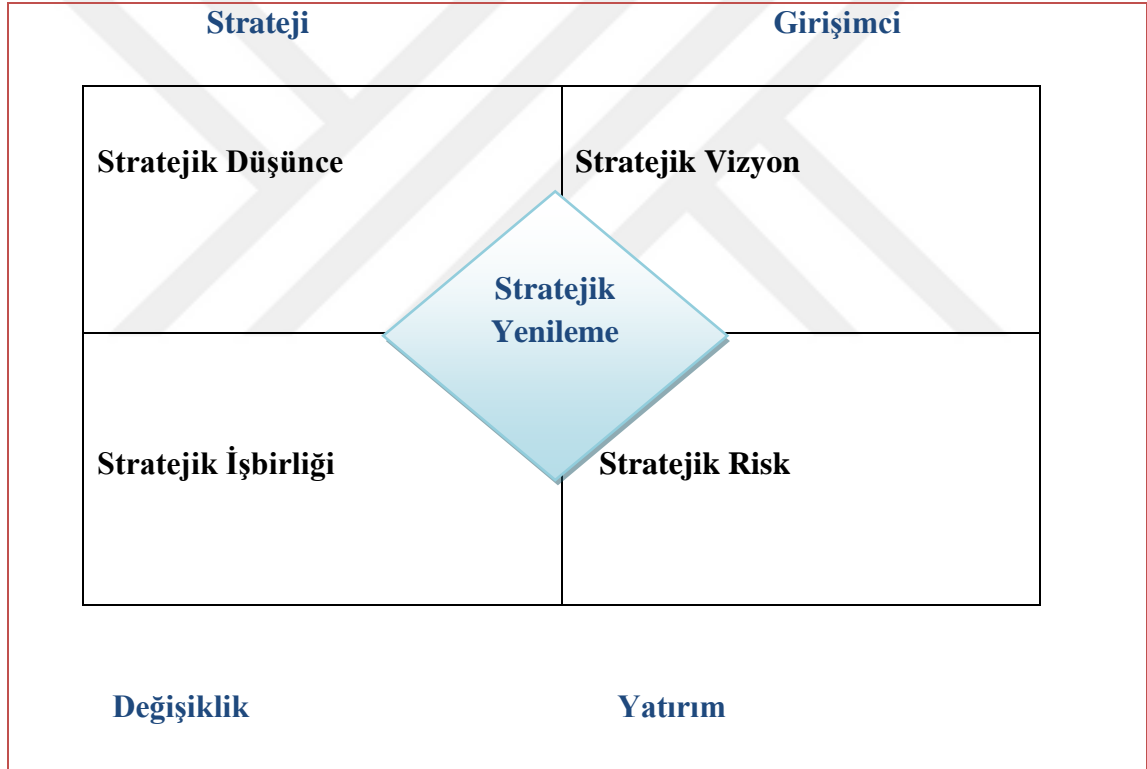 Strateji
Girişimci
Stratejik Düşünce
Stratejik Vizyon
Stratejik
Yenileme
Stratejik İşbirliği
Stratejik Risk
Değişiklik
Yatırım